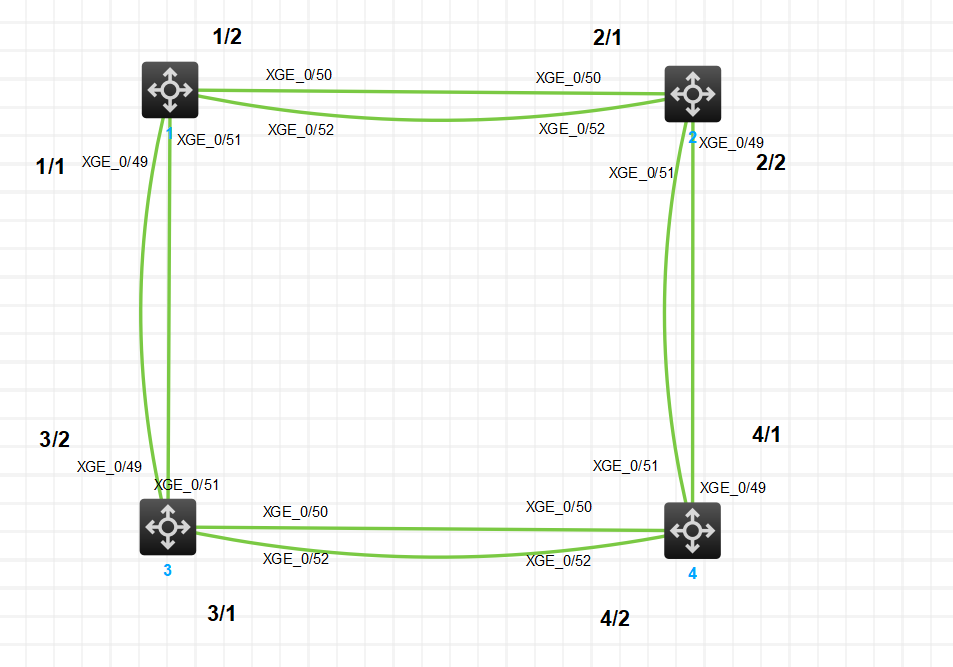 1/2
2/1
XGE_0/50
XGE_0/50
XGE_0/52
XGE_0/52
1
XGE_0/51
2
XGE_0/49
1/1
XGE_0/49
2/2
XGE_0/51
3/2
4/1
XGE_0/49
XGE_0/51
XGE_0/51
XGE_0/49
XGE_0/50
XGE_0/50
XGE_0/52
XGE_0/52
3
4
3/1
4/2